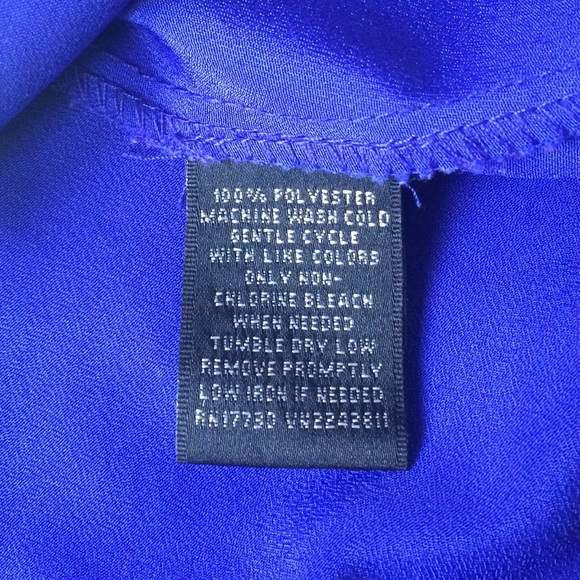 100% POLYESTER
MACHINE WASH COLD
GENTLE CYCLE
WITH LIKE COLORS
ONLY NON-
CHLORINE BLEACH
WHEN NEEDED
TUMBLE DRY LOW
REMOVE PROMPTLY
LOW IRON IF NEEDED
RN17730 VN2242811